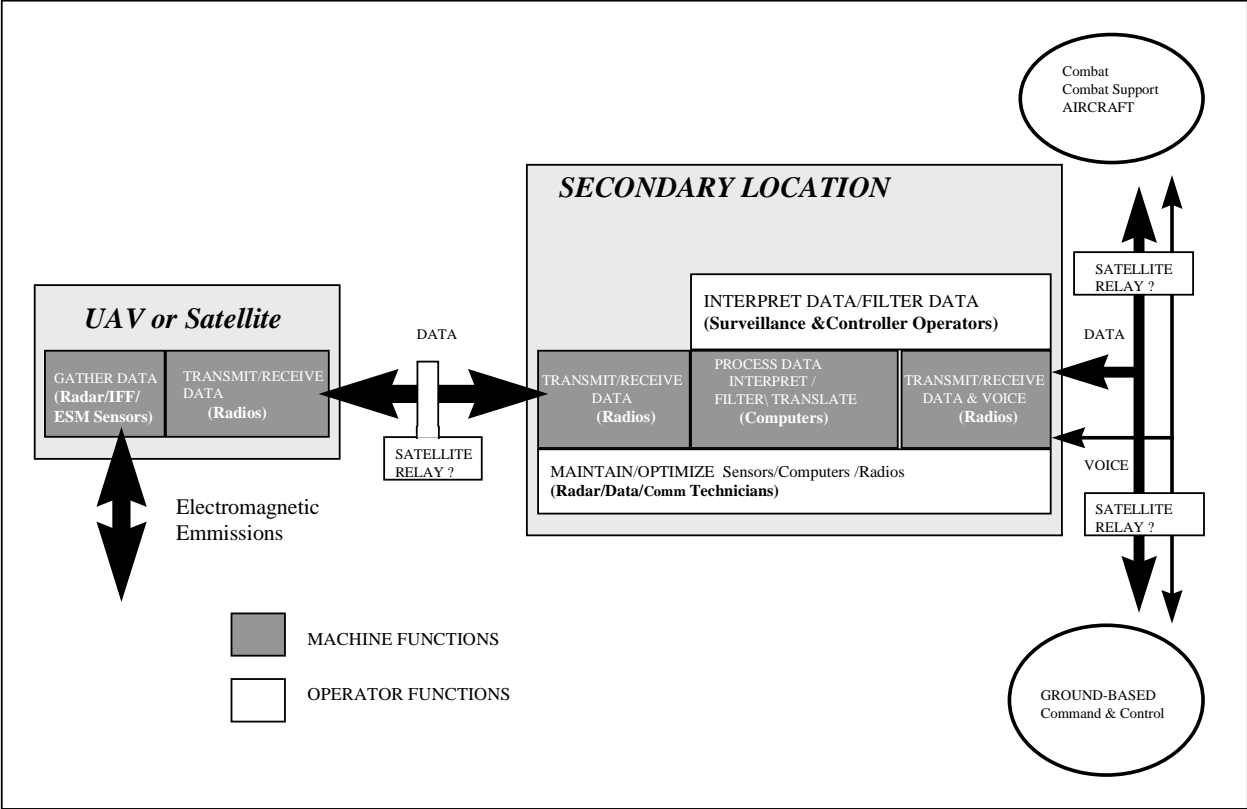 Combat
Combat Support
AIRCRAFT
SECONDARY LOCATION
SATELLITE
RELAY ?
INTERPRET DATA/FILTER DATA
(Surveillance &Controller Operators)
UAV or Satellite
DATA
DATA
GATHER DATA
(Radar/IFF/
ESM Sensors)
TRANSMIT/RECEIVE
DATA
(Radios)
TRANSMIT/RECEIVE
DATA
(Radios)
PROCESS DATA
INTERPRET /
FILTER\ TRANSLATE
(Computers)
TRANSMIT/RECEIVE
DATA & VOICE
(Radios)
SATELLITE
RELAY ?
MAINTAIN/OPTIMIZE Sensors/Computers /Radios
(Radar/Data/Comm Technicians)
VOICE
SATELLITE
RELAY ?
Electromagnetic
Emmissions
MACHINE FUNCTIONS
OPERATOR FUNCTIONS
GROUND-BASED
Command & Control